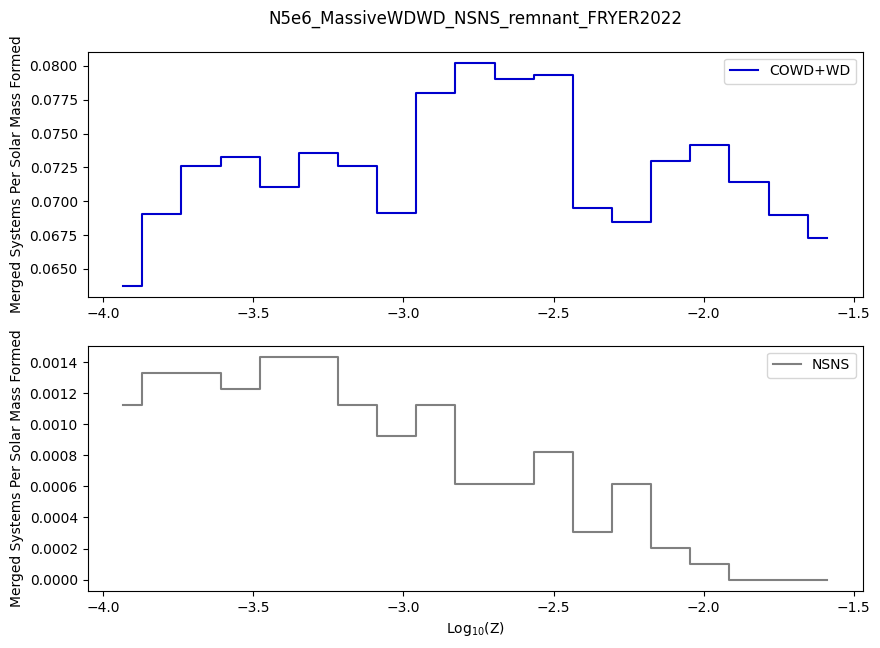 N5e6_MassiveWDWD_NSNS_remnant_FRYER2022
Merged Systems Per Solar Mass Formed
0.0800
0.0775
0.0750
0.0725
0.0700
0.0675
0.0650
COWD+WD
−4.0 −3.5 −3.0 −2.5 −2.0 −1.5
Merged Systems Per Solar Mass Formed
0.0014
0.0012
0.0010
0.0008
0.0006
0.0004
0.0002
0.0000
NSNS
−4.0 −3.5 −3.0 −2.5 −2.0 −1.5
Log₁₀(Z)